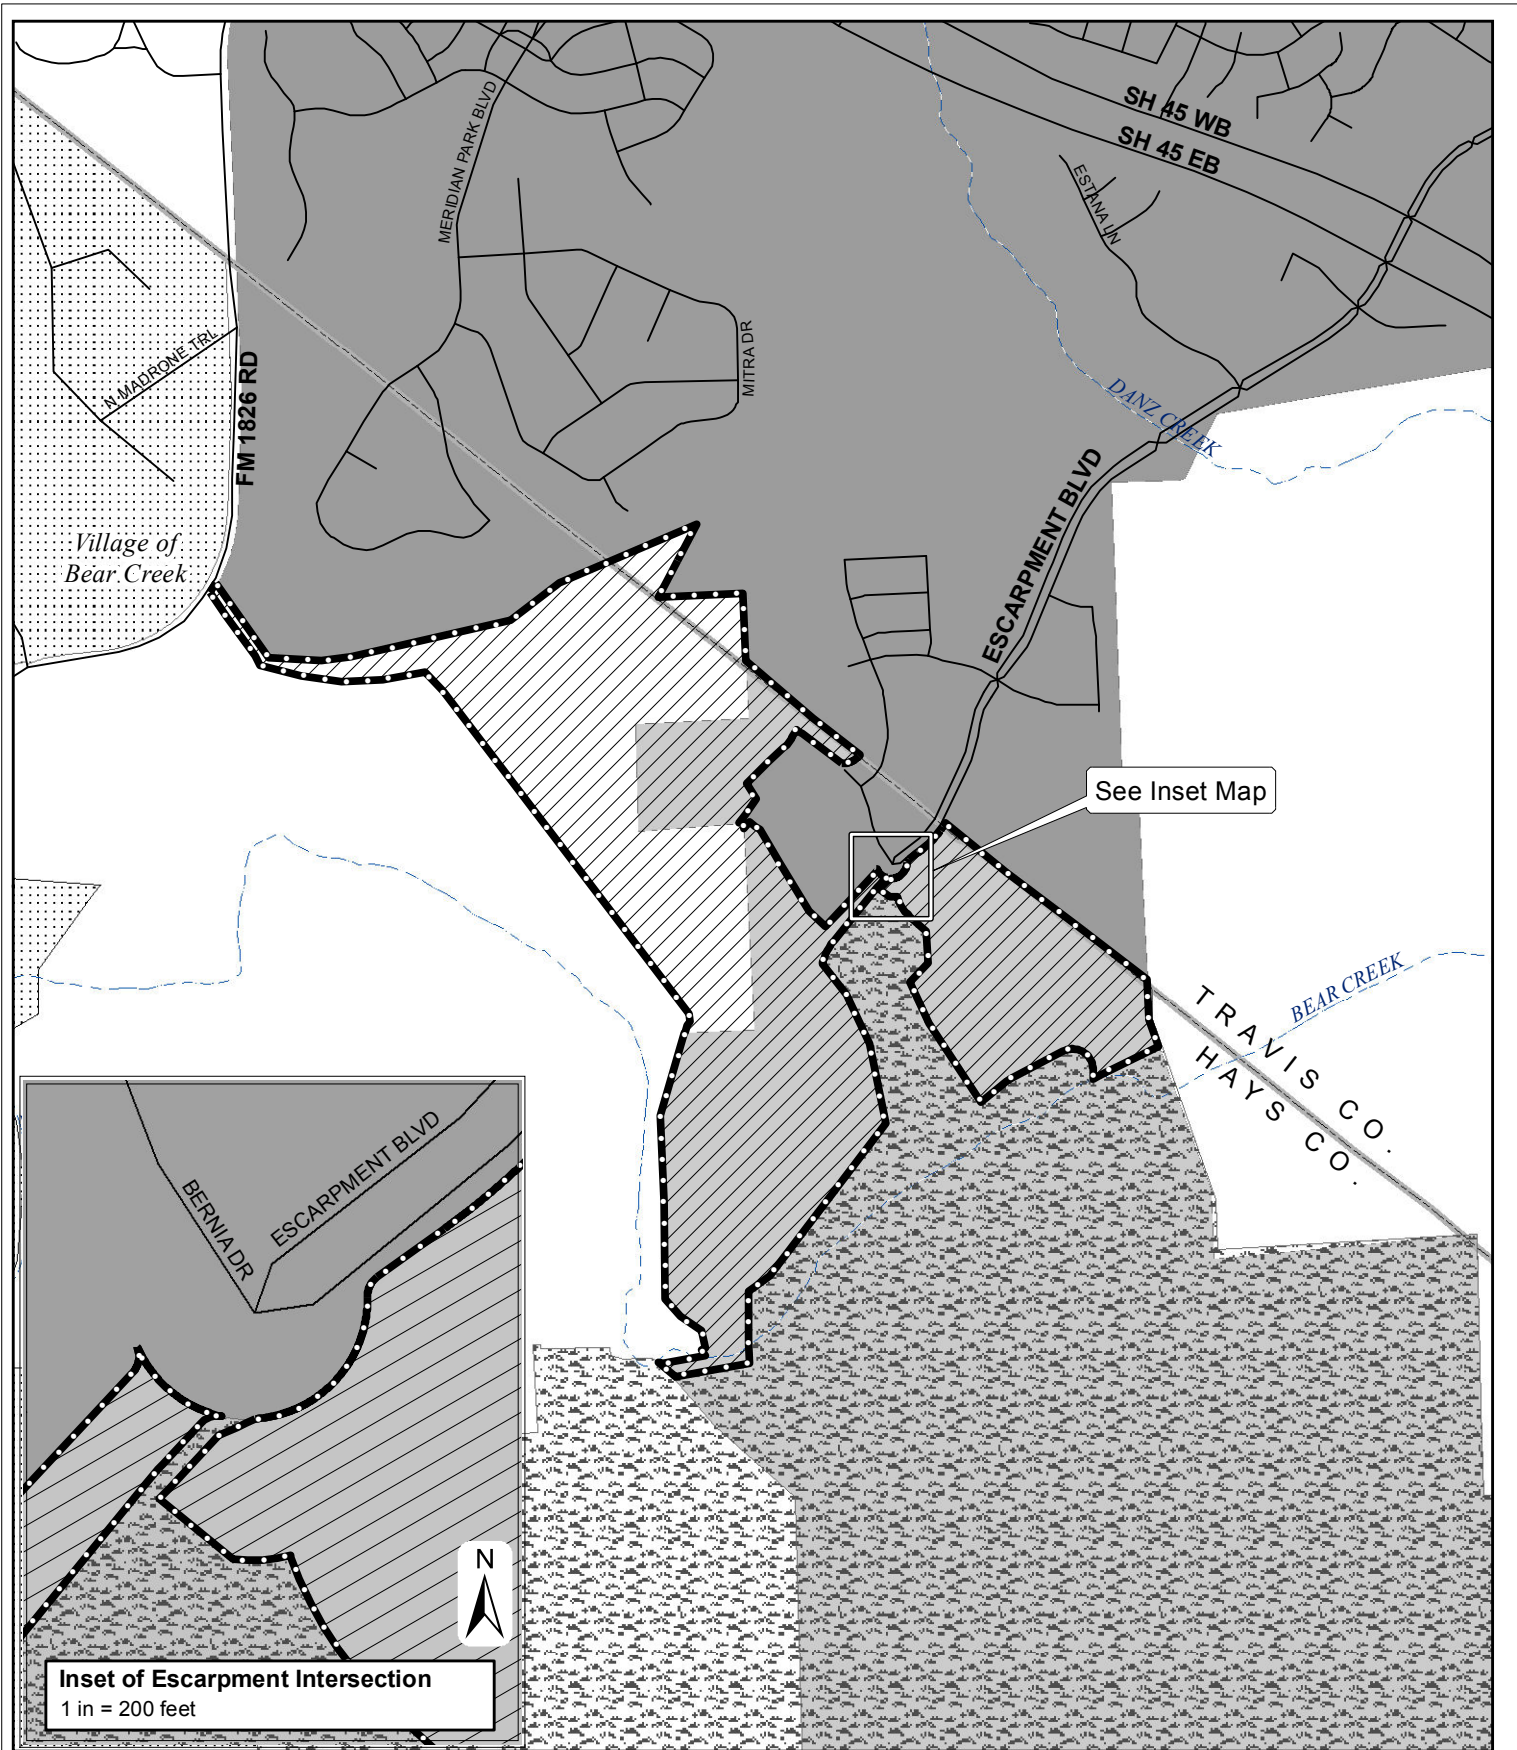 SH 45 WB
SH 45 EB
MERIDIAN PARK BLVD
ESTANA LN
N MADRONE TRL
FM 1826 RD
MITRA DR
DANZ CREEK
ESCARPMENT BLVD
Village of
Bear Creek
See Inset Map
BEAR CREEK
TRAVIS CO.
HAYS CO.
ESCARPMENT BLVD
BERNIA DR
N
Inset of Escarpment Intersection
1 in = 200 feet